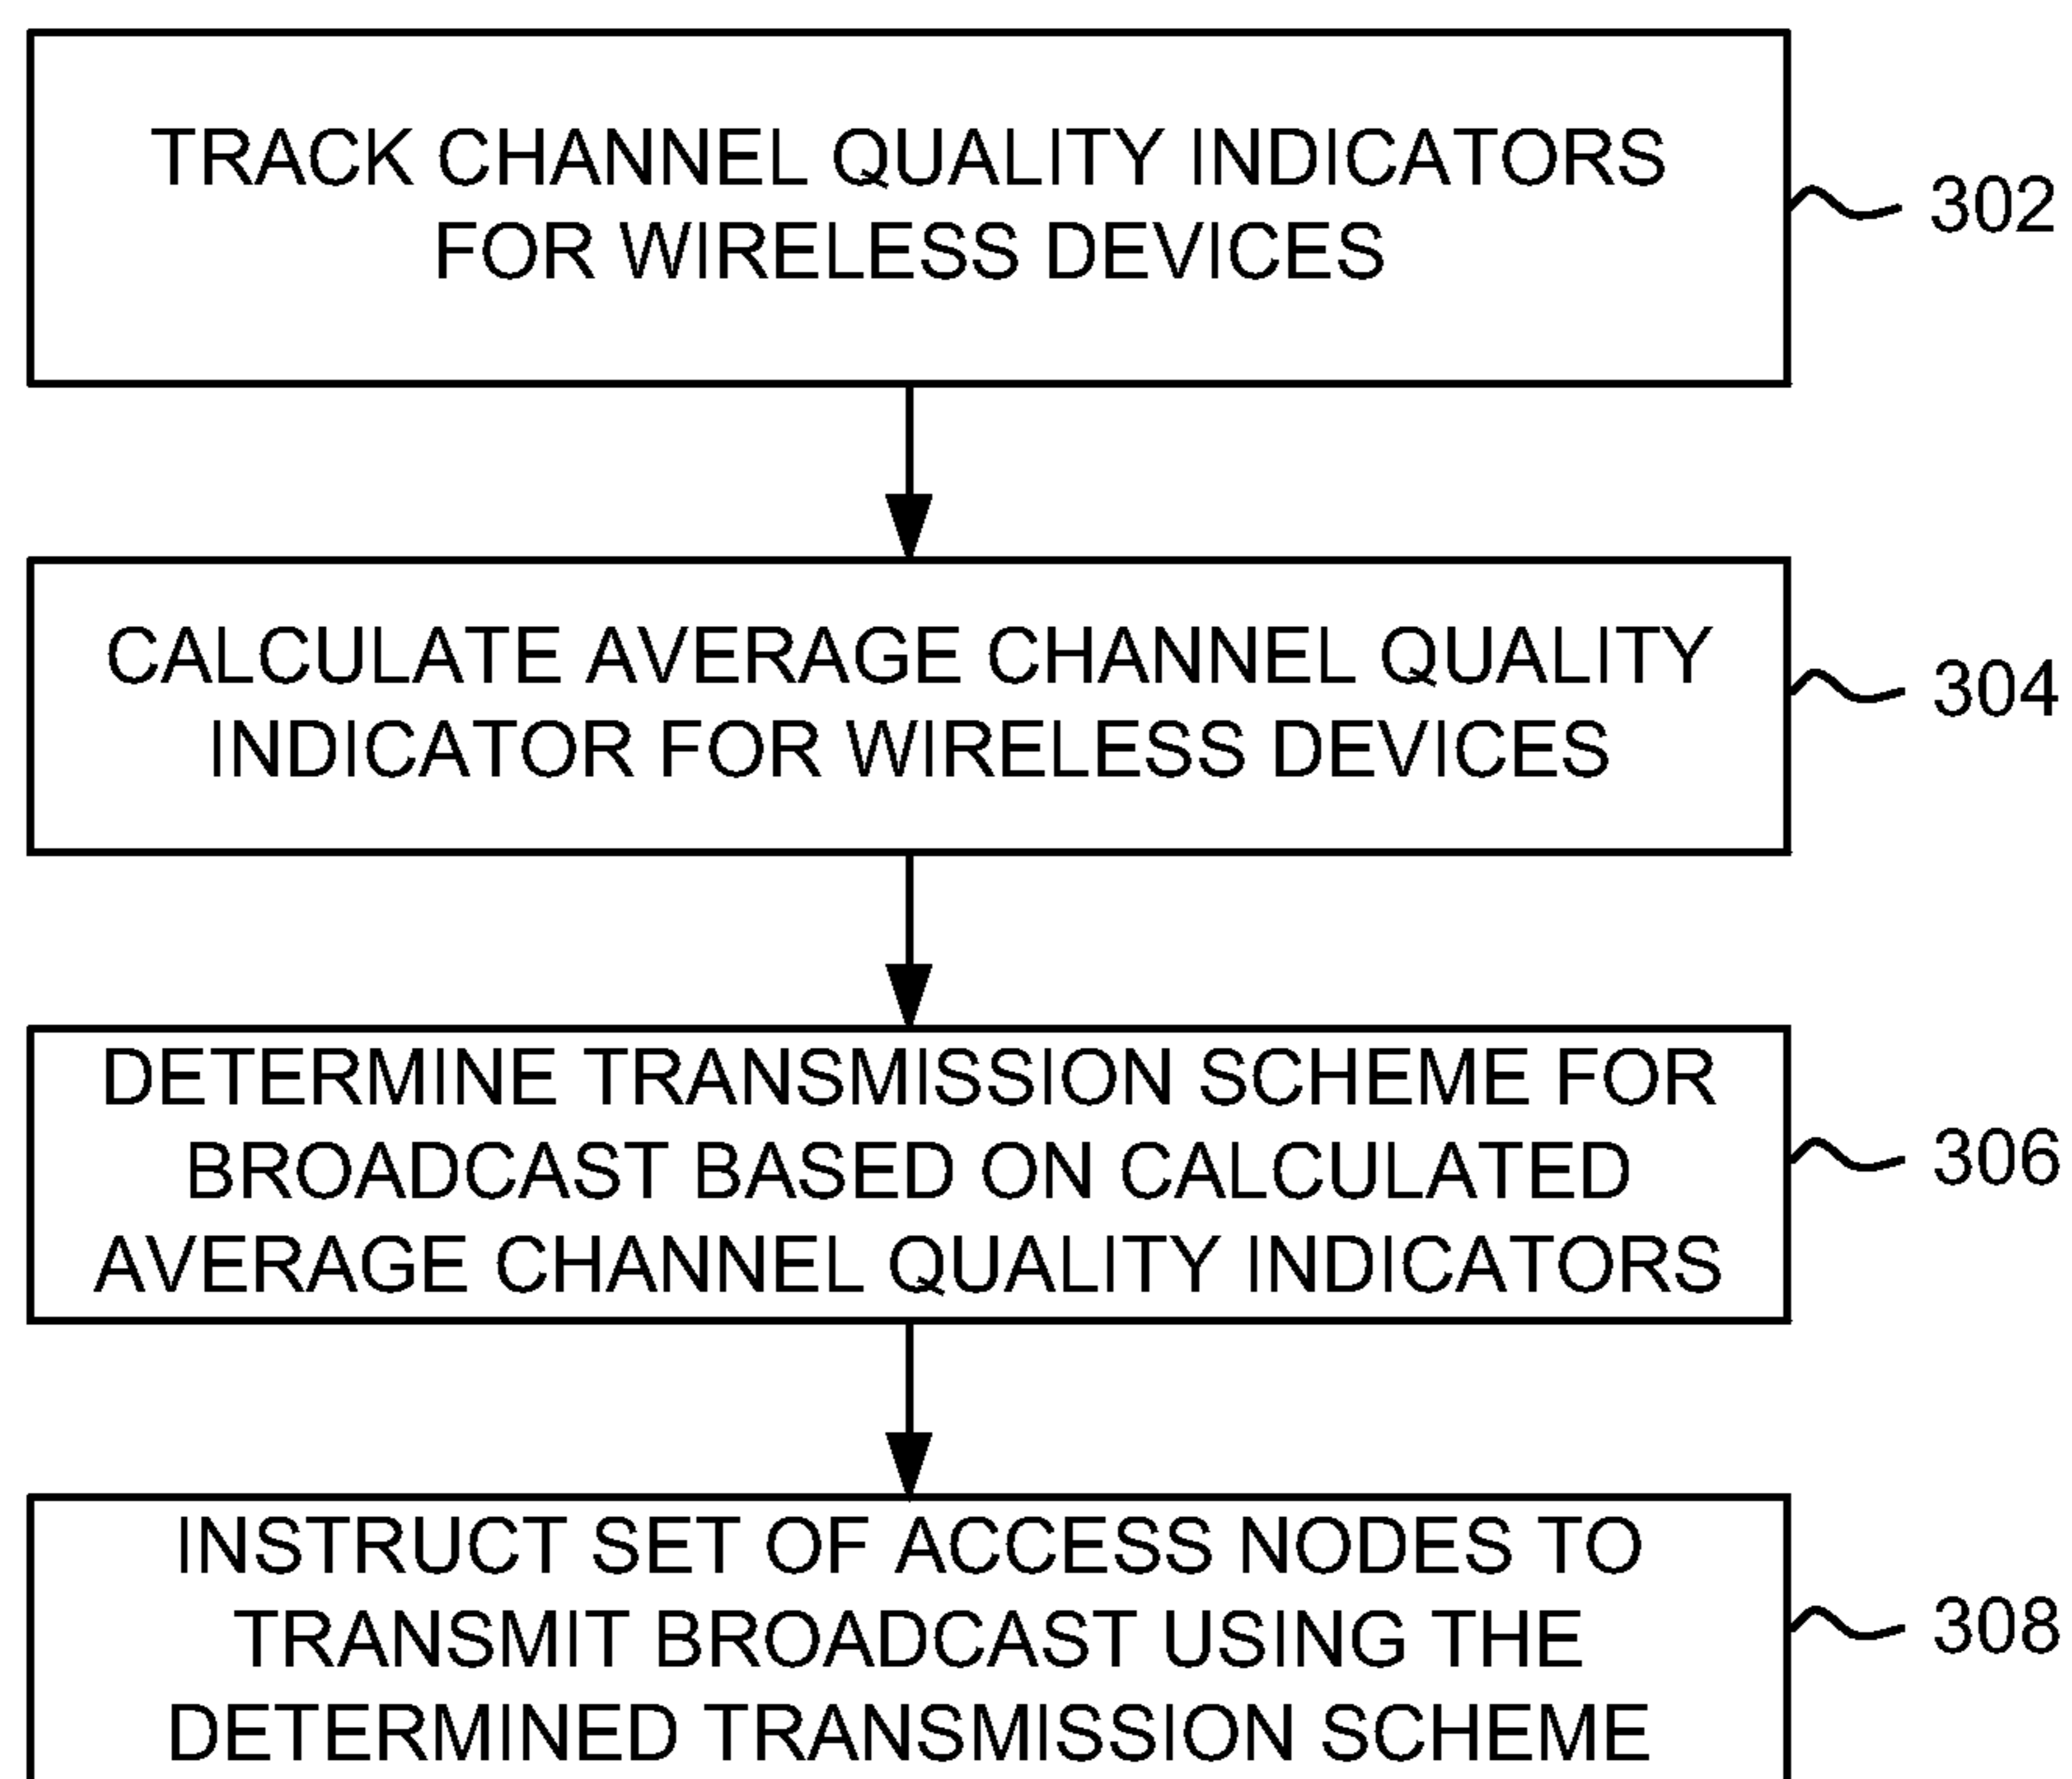 TRACK CHANNEL QUALITY INDICATORS
FOR WIRELESS DEVICES
302
CALCULATE AVERAGE CHANNEL QUALITY
INDICATOR FOR WIRELESS DEVICES
304
DETERMINE TRANSMISSION SCHEME FOR
BROADCAST BASED ON CALCULATED
AVERAGE CHANNEL QUALITY INDICATORS
306
INSTRUCT SET OF ACCESS NODES TO
TRANSMIT BROADCAST USING THE
DETERMINED TRANSMISSION SCHEME
308